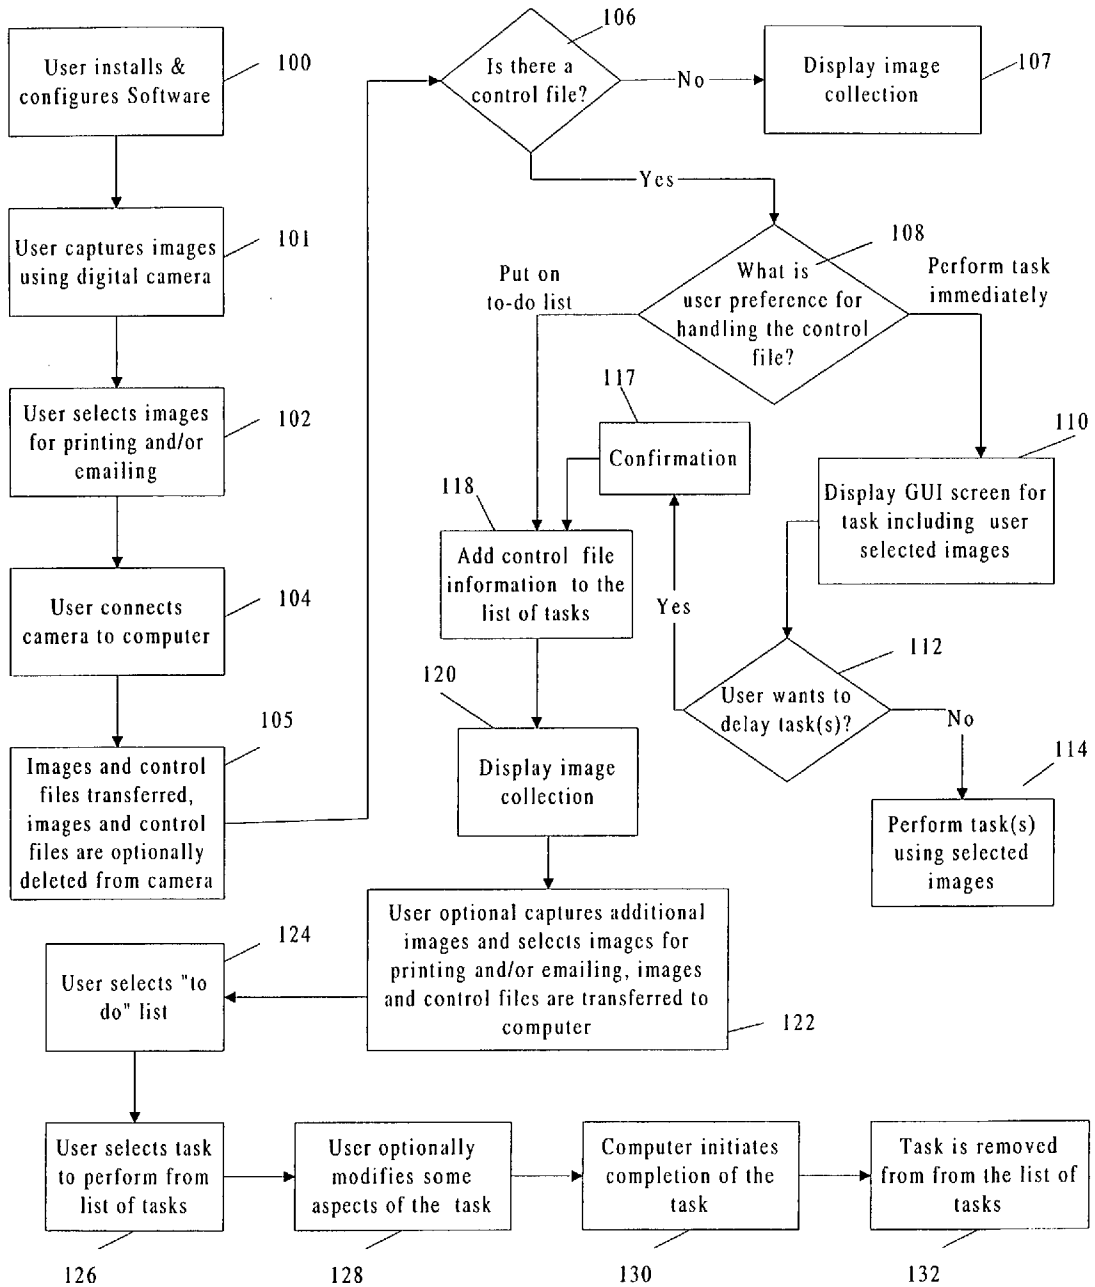 User installs &
configures Software
100
User captures images
using digital camera
101
User selects images
for printing and/or
emailing
102
User connects
camera to computer
104
105
Images and control
files transferred,
images and control
files are optionally
deleted from camera
106
Is there a
control file?
No
Display image
collection
107
Yes
108
What is
user preference for
handling the control
file?
Put on
to-do list
Perform task
immediately
110
Display GUI screen for
task including user
selected images
112
User wants to
delay task(s)?
Yes
No
117
Confirmation
114
Perform task(s)
using selected
images
118
Add control file
information to the
list of tasks
120
Display image
collection
User optional captures additional
images and selects images for
printing and/or emailing, images
and control files are transferred to
computer
122
124
User selects "to
do" list
User selects task
to perform from
list of tasks
126
User optionally
modifies some
aspects of the task
128
Computer initiates
completion of the
task
130
Task is removed
from from the list of
tasks
132